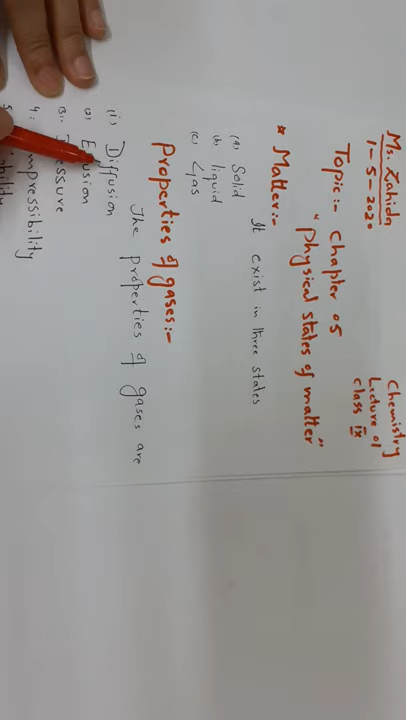 Ms. Zahida
1-5-2020
Chemistry
Lecture 01
Class IX
Topic:- Chapter 05
"Physical states of matter"
* Matter:-
It exist in three states
(a) Solid
(b) liquid
(c) Gas
Properties of gases:-
The properties of gases are
(i) Diffusion
(2) Effusion
(3). Pressure
4.
5